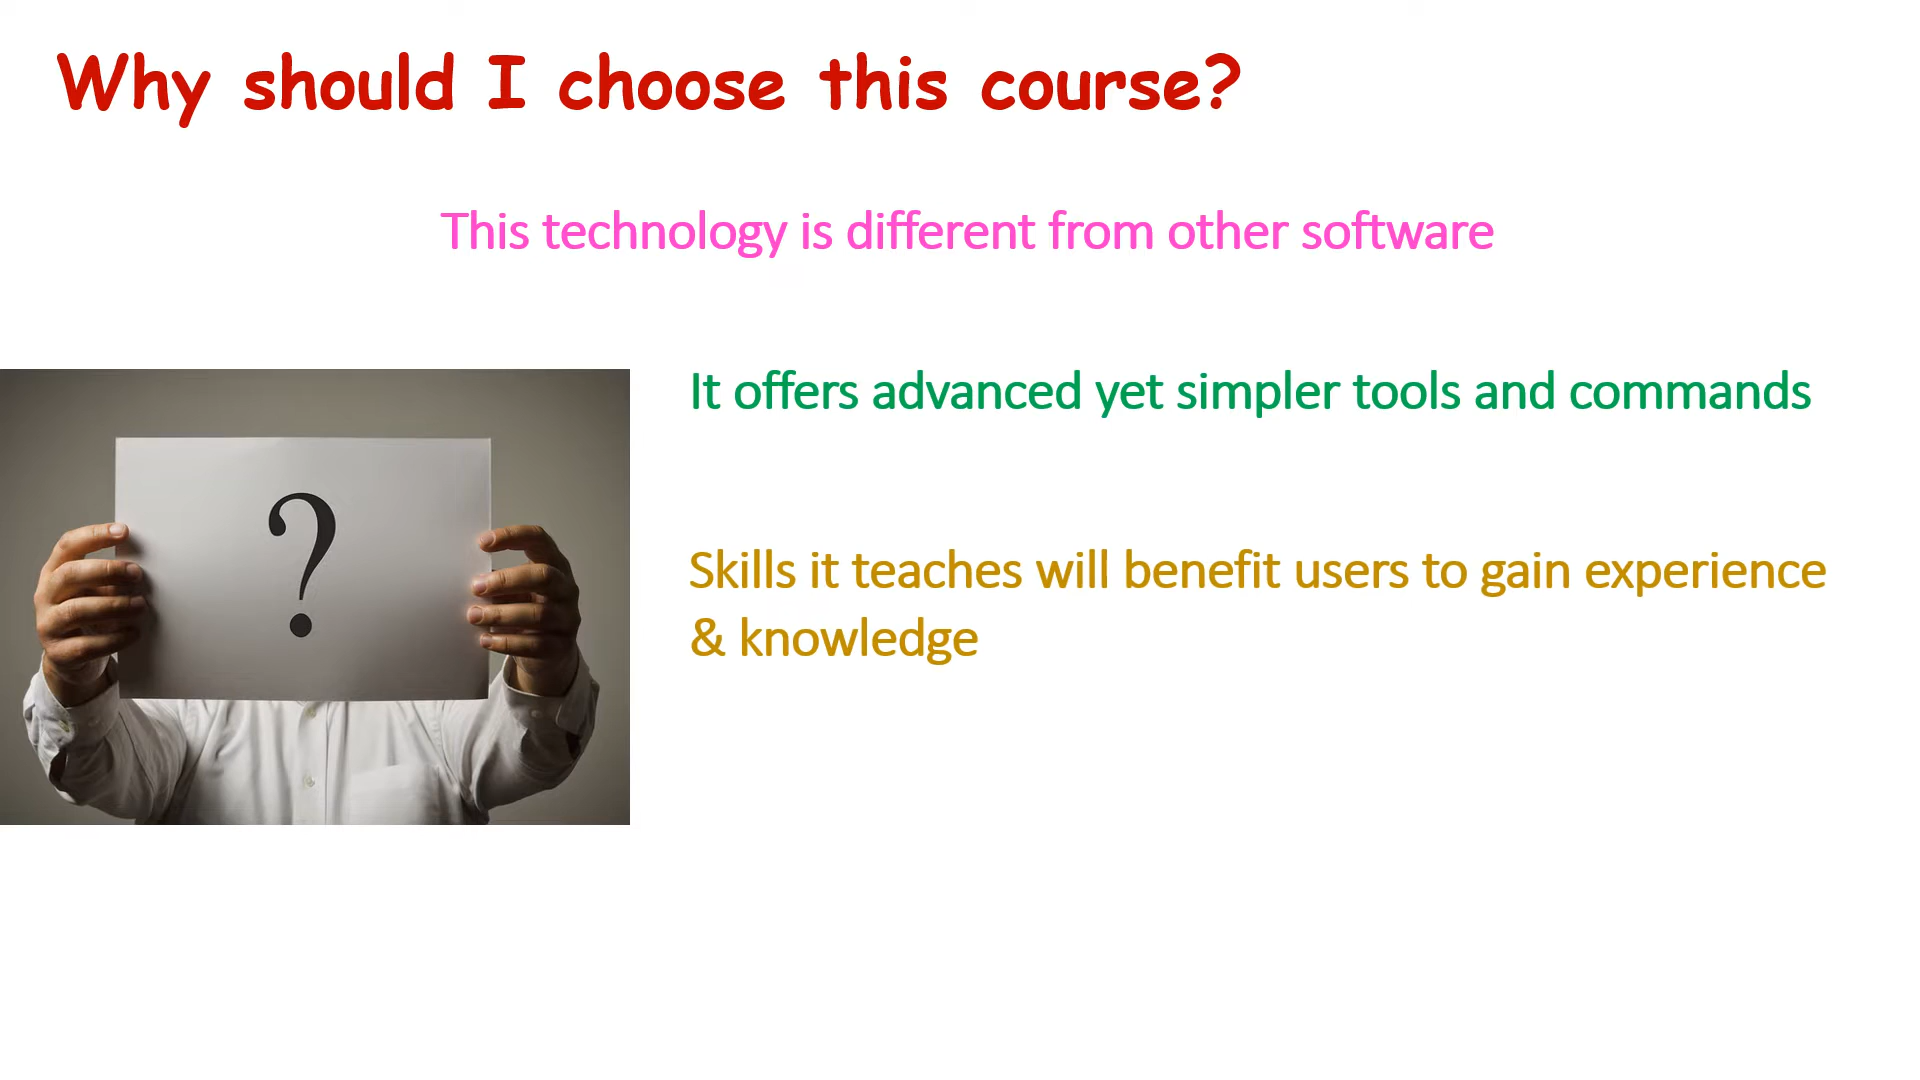 Why should I choose this course?
This technology is different from other software
It offers advanced yet simpler tools and commands
?
Skills it teaches will benefit users to gain experience
& knowledge